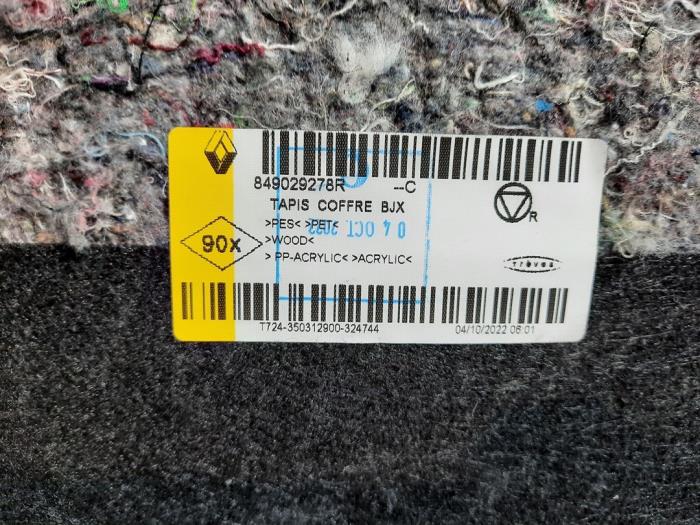 849029278R --C
TAPIS COFFRE BJX
>PES< >PET<
04 OCT. 2022
>WOOD<
> PP-ACRYLIC< >ACRYLIC<
90x
R
TREVES
T724-350312900-324744 04/10/2022 06:01